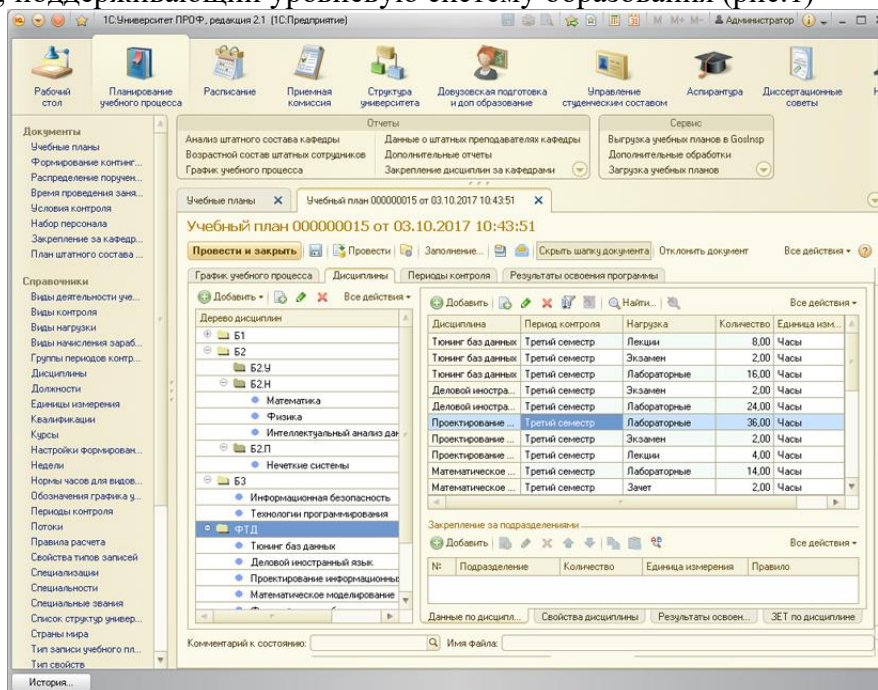 , поддерживающий уровневую систему образования (рис.1)
1С:Университет ПРОФ, редакция 2.1 (1С:Предприятие)
M M+ M- Администратор
Рабочий стол
Планирование учебного процесса
Расписание
Приемная комиссия
Структура университета
Довузовская подготовка и доп образование
Управление студенческим составом
Аспирантура
Диссертационные советы
Документы
Учебные планы
Формирование континг...
Распределение поручен...
Время проведения заня...
Условия контроля
Набор персонала
Закрепление за кафедр...
План штатного состава ...
Справочники
Виды деятельности уче...
Виды контроля
Виды нагрузки
Виды начисления зараб...
Группы периодов контр...
Дисциплины
Должности
Единицы измерения
Квалификации
Курсы
Настройки формирован...
Недели
Нормы часов для видов...
Обозначения графика у...
Периоды контроля
Потоки
Правила расчета
Свойства типов записей
Специализации
Специальности
Специальные звания
Список структур универ...
Страны мира
Тип записи учебного пл...
Тип свойств
История...
Отчеты
Анализ штатного состава кафедры
Данные о штатных преподавателях кафедры
Возрастной состав штатных сотрудников
Дополнительные отчеты
График учебного процесса
Закрепление дисциплин за кафедрами
Сервис
Выгрузка учебных планов в GosInsp
Дополнительные обработки
Загрузка учебных планов
Учебные планы
Учебный план 000000015 от 03.10.2017 10:43:51
Учебный план 000000015 от 03.10.2017 10:43:51
Провести и закрыть Провести Заполнение... Скрыть шапку документа Отклонить документ Все действия
График учебного процесса Дисциплины Периоды контроля Результаты освоения программы
Добавить Все действия
Дерево дисциплин
Б1
Б2
Б2.У
Б2.Н
Математика
Физика
Интеллектуальный анализ дан
Б2.П
Нечеткие системы
Б3
Информационная безопасность
Технологии программирования
ФТД
Тюнинг баз данных
Деловой иностранный язык
Проектирование информационных
Математическое моделирование
Добавить Найти... Все действия
Дисциплина Период контроля Нагрузка Количество Единица изм...
Тюнинг баз данных Третий семестр Лекции 8,00 Часы
Тюнинг баз данных Третий семестр Экзамен 2,00 Часы
Тюнинг баз данных Третий семестр Лабораторные 16,00 Часы
Деловой иностра... Третий семестр Экзамен 2,00 Часы
Деловой иностра... Третий семестр Лабораторные 24,00 Часы
Проектирование ... Третий семестр Лабораторные 36,00 Часы
Проектирование ... Третий семестр Экзамен 2,00 Часы
Проектирование ... Третий семестр Лекции 4,00 Часы
Математическое ... Третий семестр Лабораторные 14,00 Часы
Математическое ... Третий семестр Зачет 2,00 Часы
Закрепление за подразделениями
Добавить Все действия
№ Подразделение Количество Единица измерения Правило
Данные по дисципл... Свойства дисциплины Результаты освоен... ЗЕТ по дисциплине
Комментарий к состоянию: Имя файла: